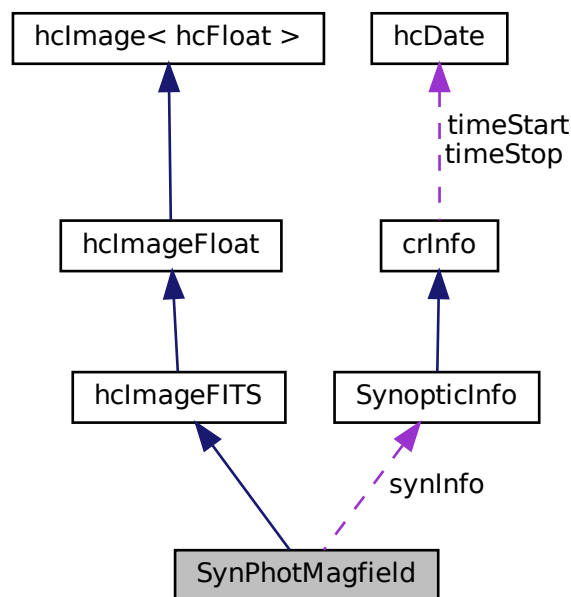 hcImage< hcFloat >
hcDate
timeStart
timeStop
hcImageFloat
crInfo
hcImageFITS
SynopticInfo
synInfo
SynPhotMagfield